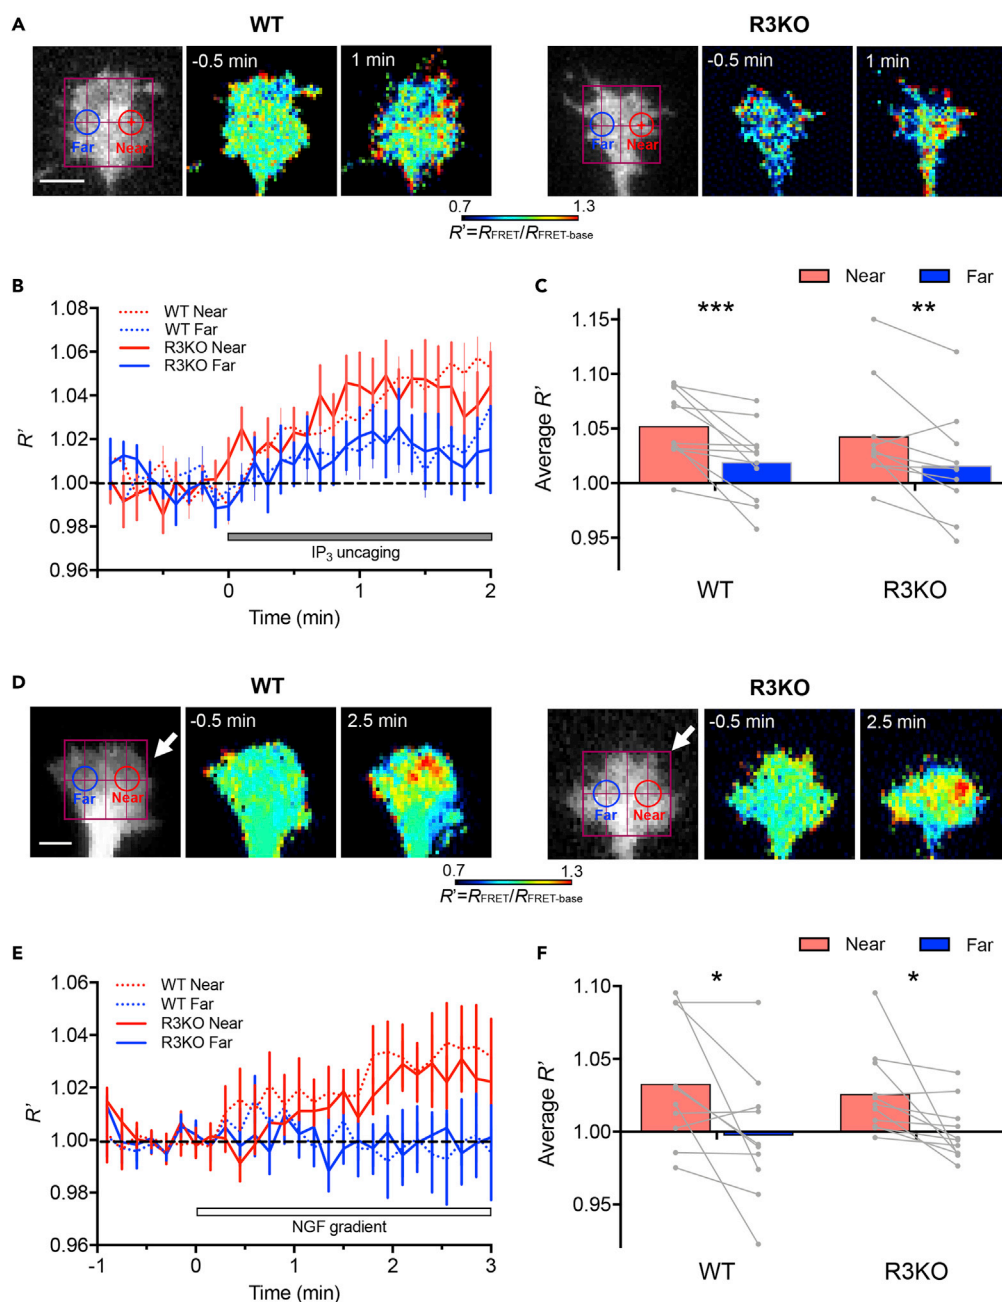 A
WT
R3KO
-0.5 min
1 min
-0.5 min
1 min
Far
Near
Far
Near
0.7
1.3
R'=RFRET/RFRET-base
B
WT Near
WT Far
R3KO Near
R3KO Far
1.08
1.06
1.04
1.02
1.00
0.98
0.96
R'
IP3 uncaging
0
1
2
Time (min)
C
Near
Far
***
**
1.15
1.10
1.05
1.00
0.95
Average R'
WT
R3KO
D
WT
R3KO
-0.5 min
2.5 min
-0.5 min
2.5 min
Far
Near
Far
Near
0.7
1.3
R'=RFRET/RFRET-base
E
WT Near
WT Far
R3KO Near
R3KO Far
1.06
1.04
1.02
1.00
0.98
0.96
R'
NGF gradient
-1
0
1
2
3
Time (min)
F
Near
Far
*
*
1.10
1.05
1.00
0.95
Average R'
WT
R3KO